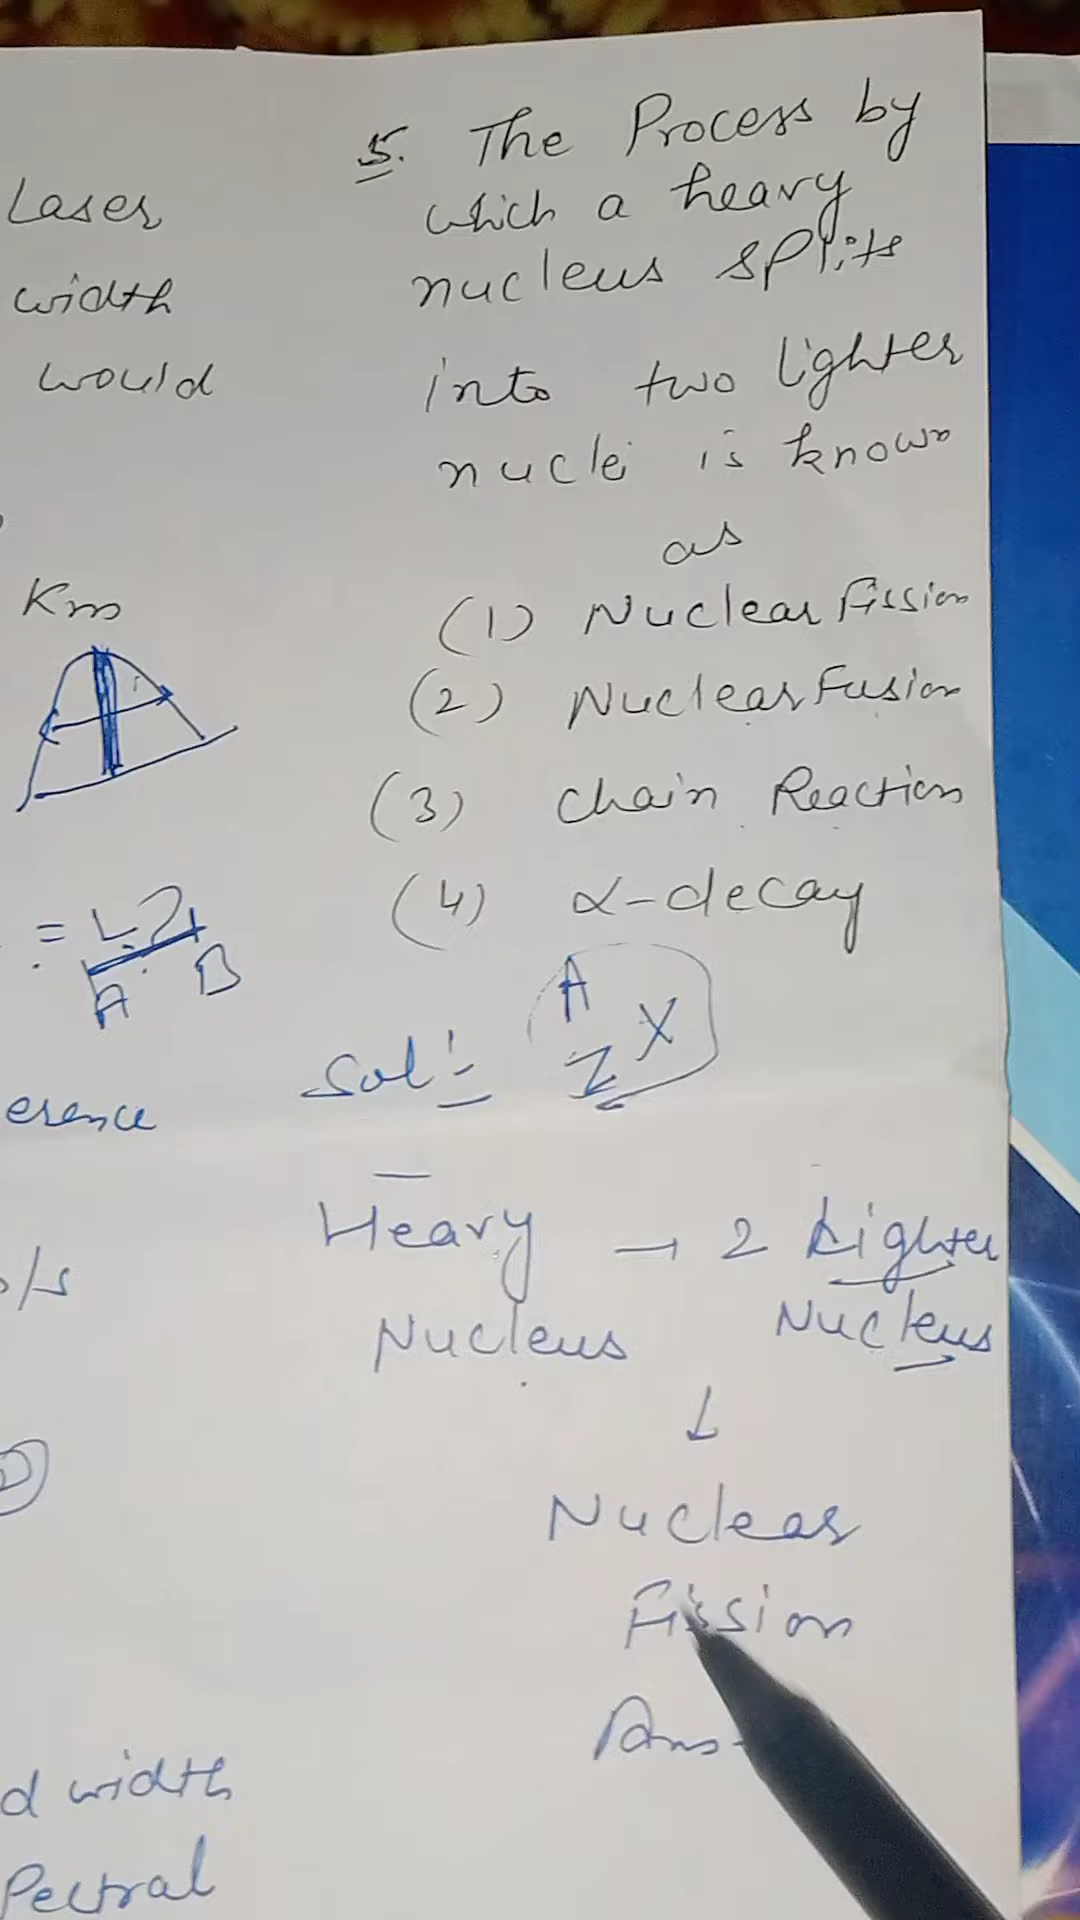 Laser
width
would
Km
A
B
erence
d width
Pectral
5. The Process by
which a heavy
nucleus splits
into two lighter
nuclei is known
as
(1) Nuclear Fission
(2) Nuclear Fusion
(3) Chain Reaction
(4) α-decay
Sol:-
A
Z X
Heavy → 2 Lighter
Nucleus Nucleus
↓
Nuclear
Fission
Ans